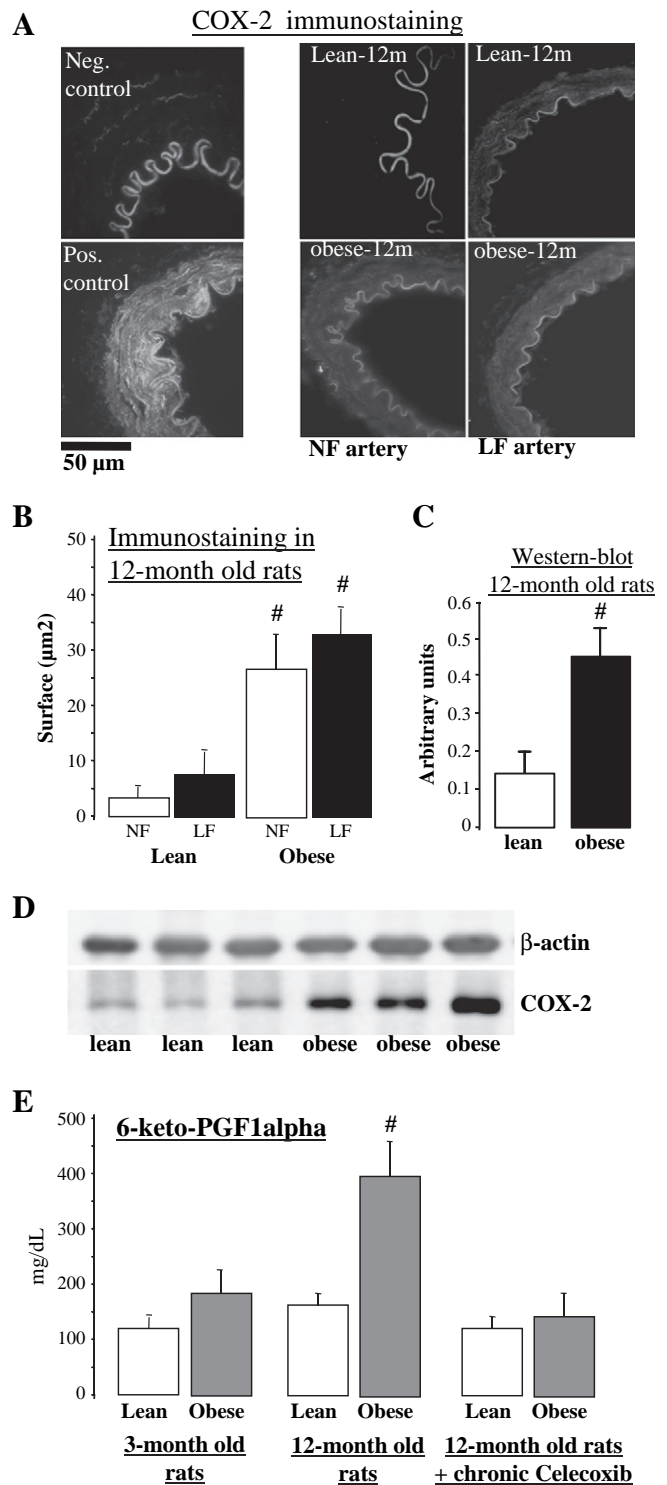 A
COX-2 immunostaining
Neg.
control
Lean-12m
Lean-12m
Pos.
control
obese-12m
obese-12m
50 µm
NF artery
LF artery
B
Immunostaining in
12-month old rats
Surface (µm2)
50
40
30
20
10
0
#
#
NF
LF
NF
LF
Lean
Obese
C
Western-blot
12-month old rats
Arbitrary units
0.6
0.5
0.4
0.3
0.2
0.1
0
#
lean
obese
D
β-actin
COX-2
lean
lean
lean
obese
obese
obese
E
6-keto-PGF1alpha
mg/dL
500
400
300
200
100
0
#
Lean
Obese
Lean
Obese
Lean
Obese
3-month old
rats
12-month old
rats
12-month old rats
+ chronic Celecoxib